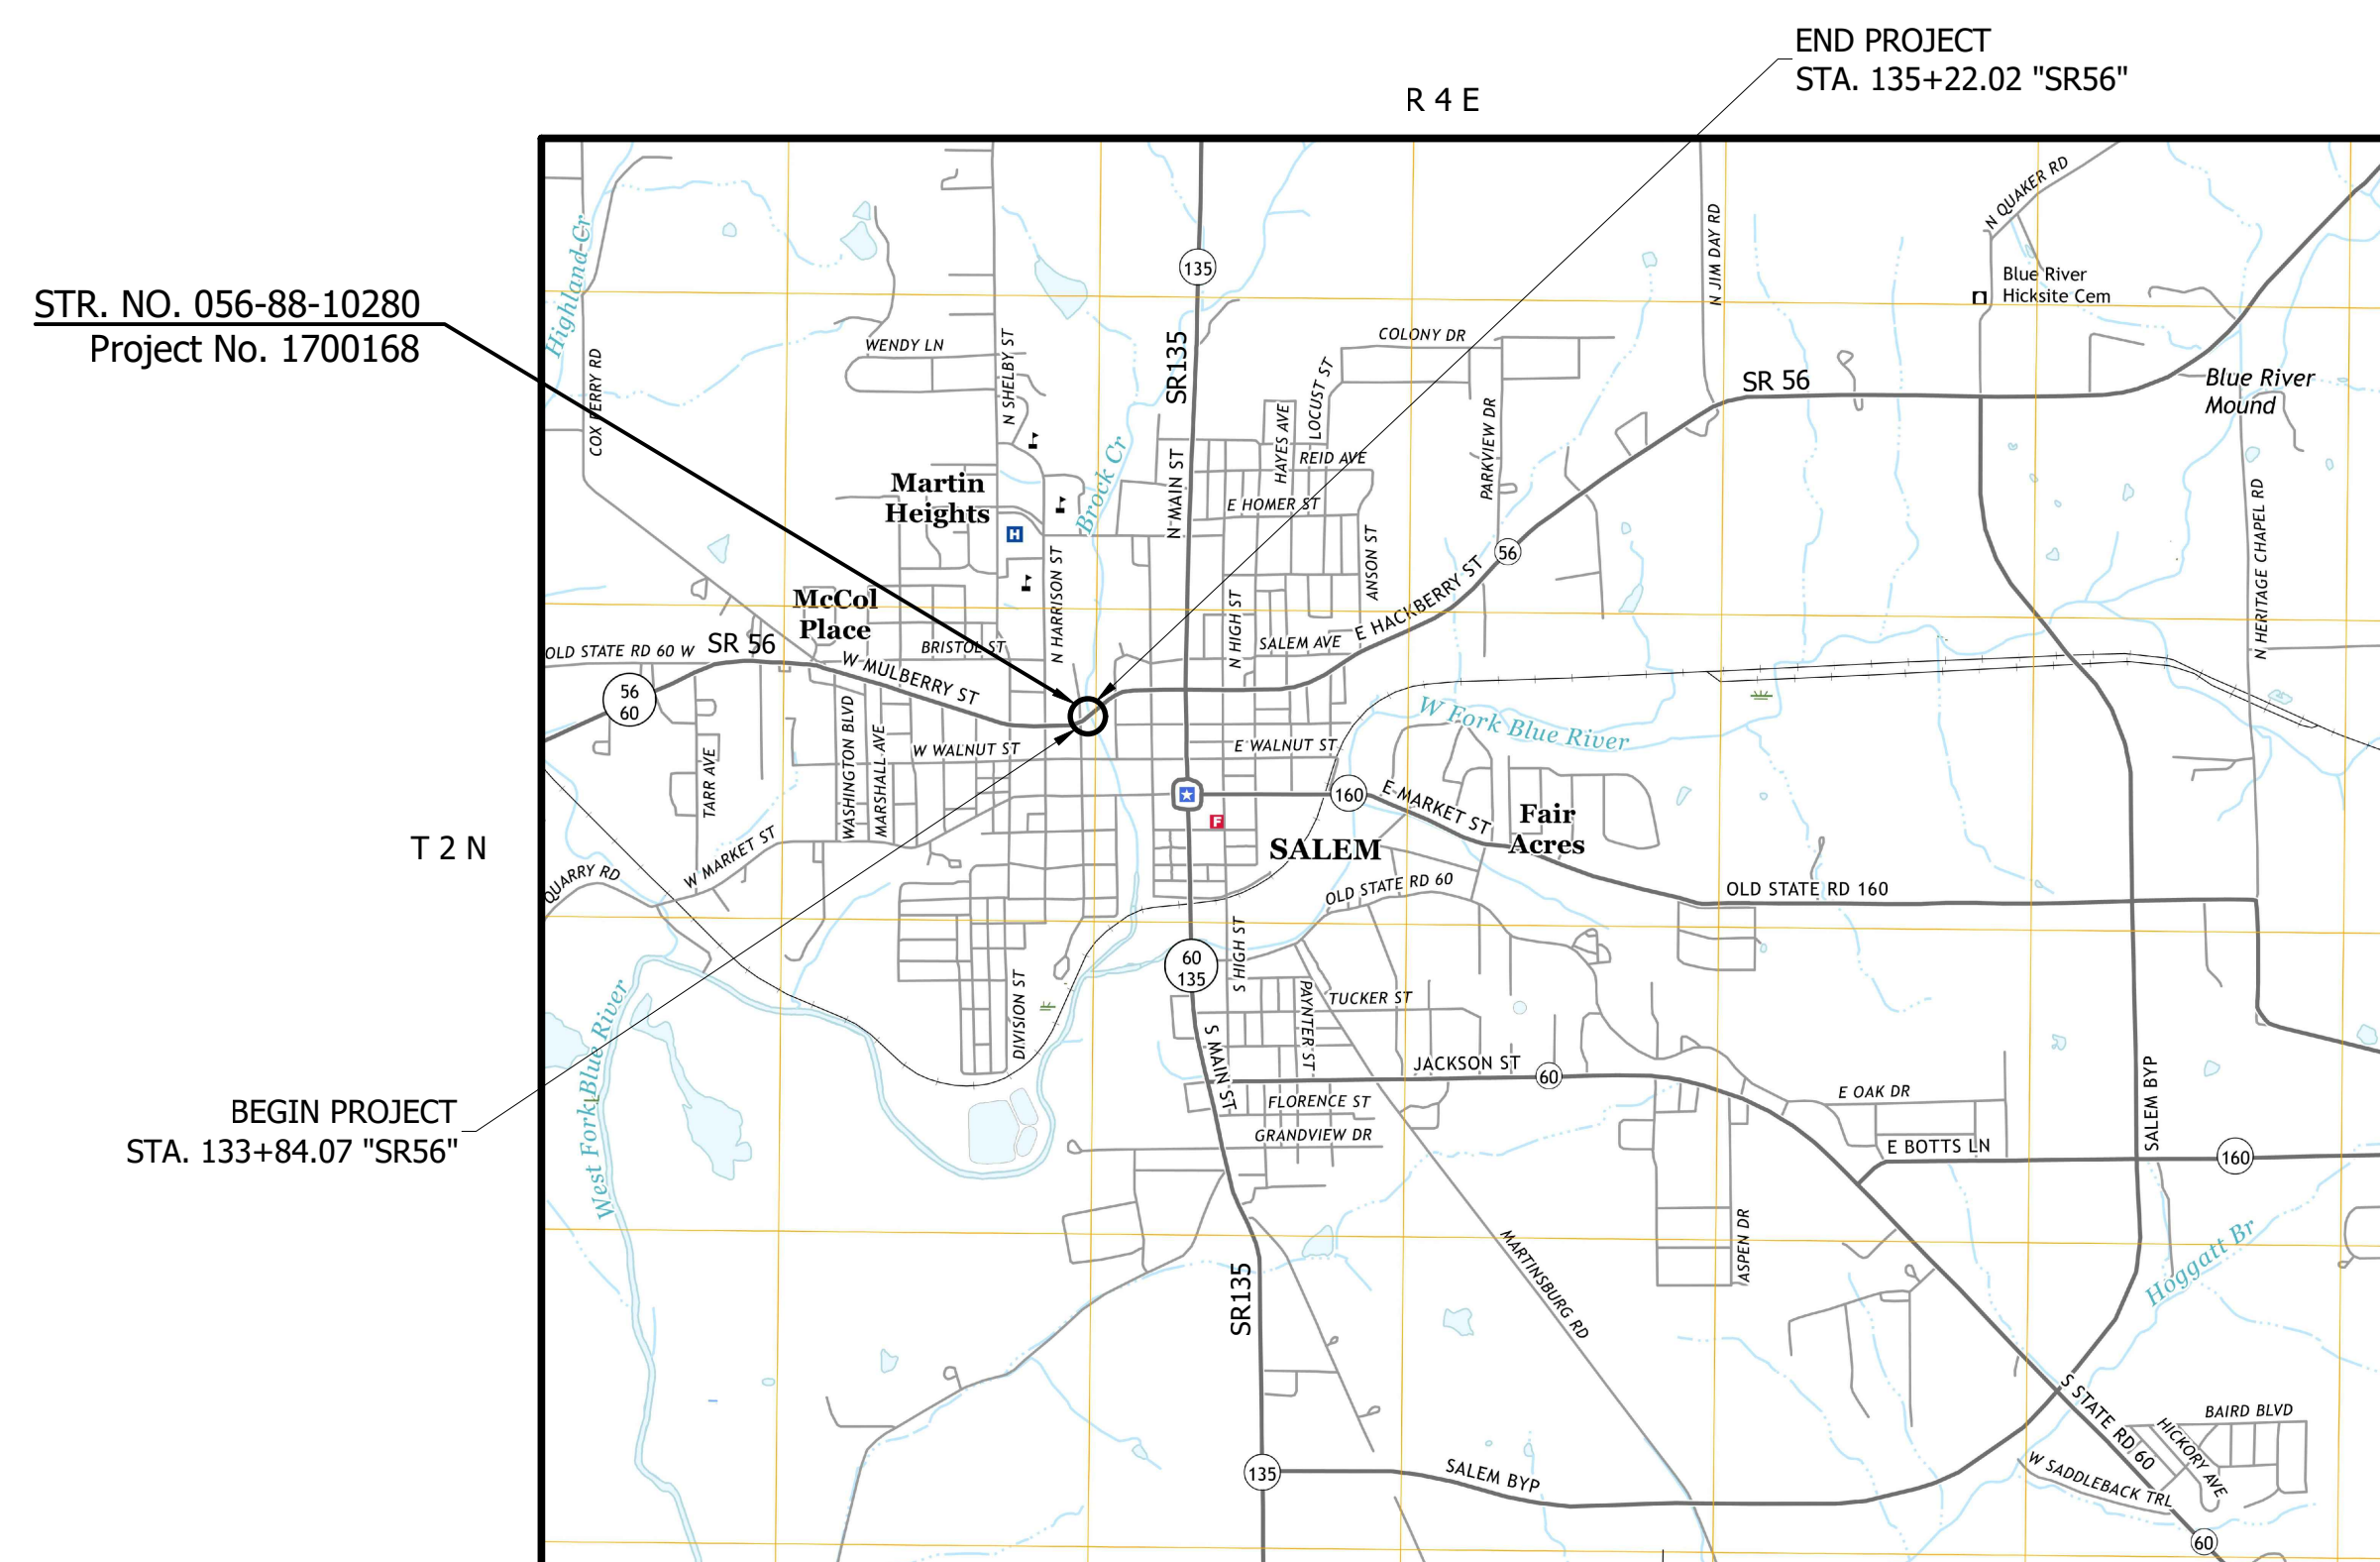 END PROJECT
STA. 135+22.02 "SR56"
R 4 E
STR. NO. 056-88-10280
Project No. 1700168
T 2 N
BEGIN PROJECT
STA. 133+84.07 "SR56"
Highland Cr
COX FERRY RD
WENDY LN
N SHELBY ST
135
SR135
COLONY DR
LOCUST ST
HAYES AVE
REID AVE
PARKVIEW DR
N JIM DAY RD
N QUAKER RD
Blue River
Hicksite Cem
SR 56
Blue River
Mound
Martin
Heights
H
Brock Cr
N MAIN ST
E HOMER ST
ANSON ST
56
N HERITAGE CHAPEL RD
McCol
Place
N HARRISON ST
N HIGH ST
SALEM AVE
E HACKBERRY ST
OLD STATE RD 60 W
SR 56
BRISTOL ST
W MULBERRY ST
56
60
WASHINGTON BLVD
MARSHALL AVE
TARR AVE
W WALNUT ST
E WALNUT ST
W Fork Blue River
160
E MARKET ST
Fair
Acres
F
SALEM
QUARRY RD
W MARKET ST
OLD STATE RD 60
OLD STATE RD 160
60
135
S HIGH ST
DIVISION ST
PAYNTER ST
TUCKER ST
West Fork Blue River
S MAIN ST
JACKSON ST
60
FLORENCE ST
GRANDVIEW DR
E OAK DR
E BOTTS LN
SALEM BYP
160
SR135
MARTINSBURG RD
ASPEN DR
Hoggatt Br
135
SALEM BYP
S STATE RD 60
BAIRD BLVD
HICKORY AVE
W SADDLEBACK TRL
60